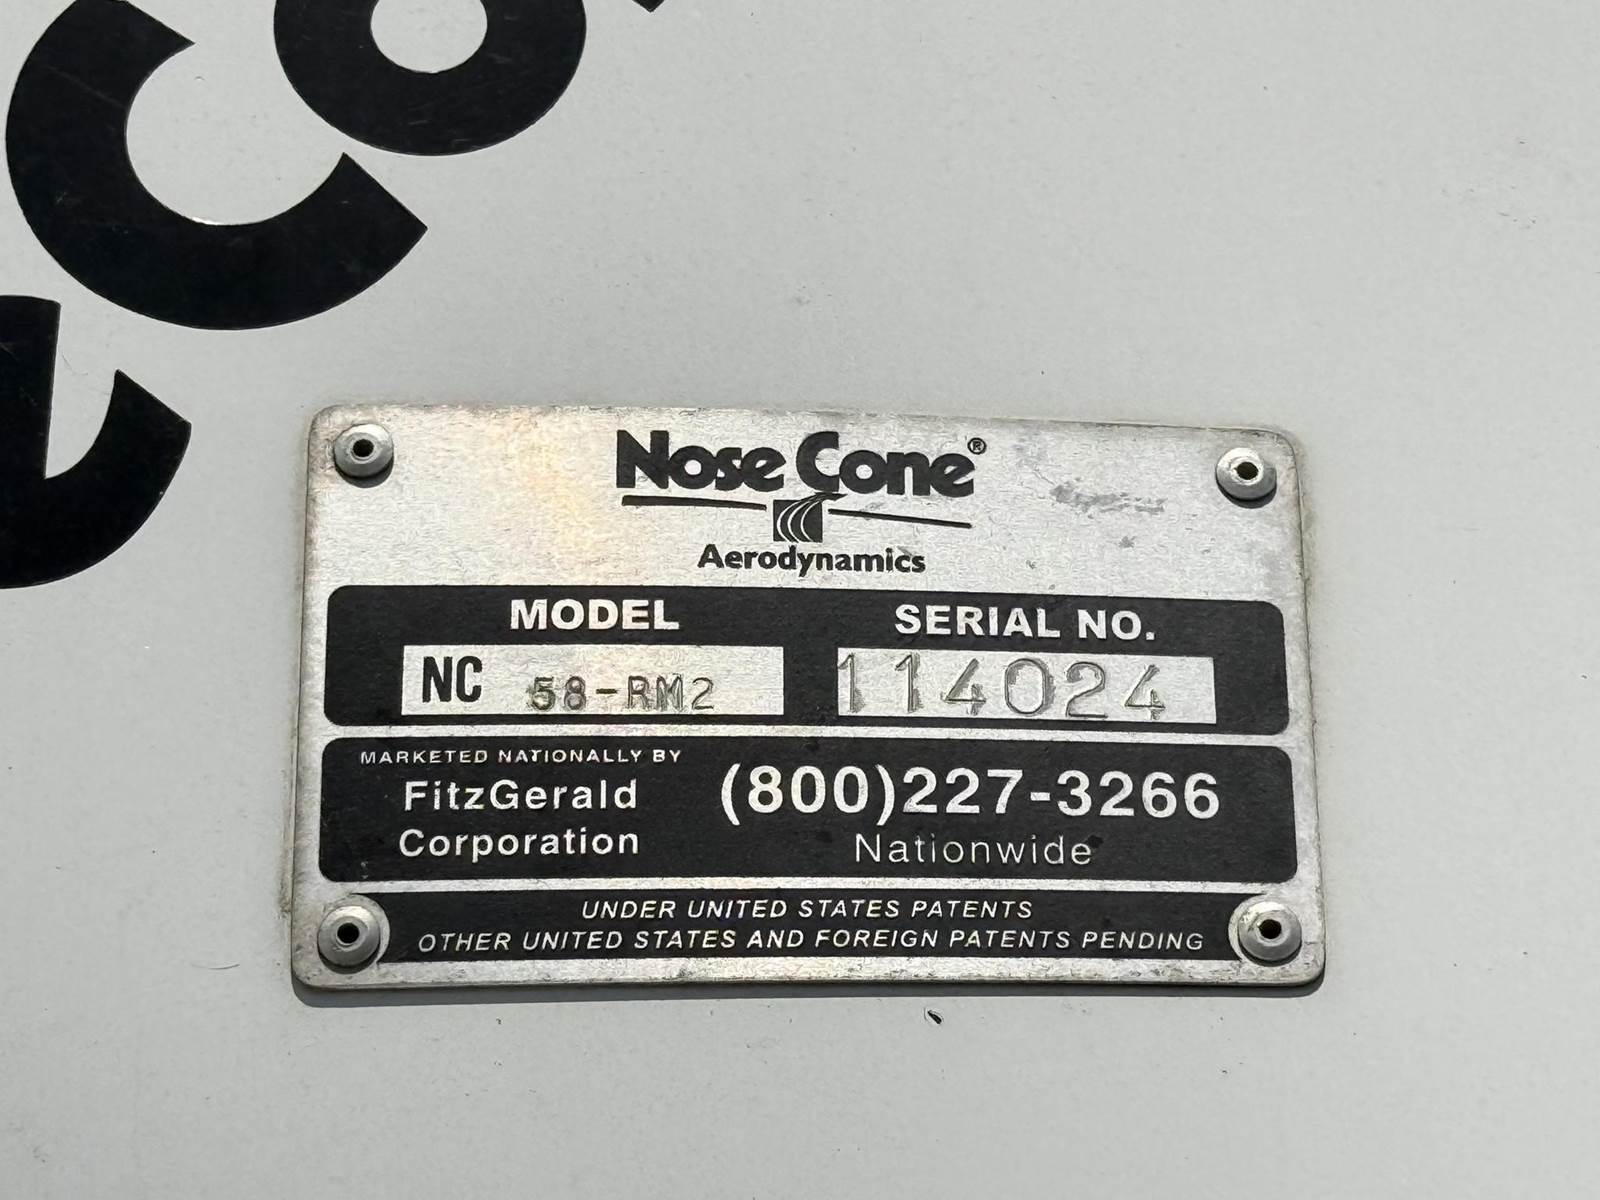 eCo
Nose Cone®
Aerodynamics
MODEL
SERIAL NO.
NC 58-RM2
114024
MARKETED NATIONALLY BY
FitzGerald
Corporation
(800)227-3266
Nationwide
UNDER UNITED STATES PATENTS
OTHER UNITED STATES AND FOREIGN PATENTS PENDING